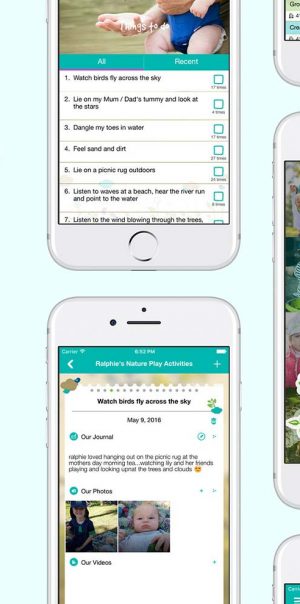 Things to do
All Recent
1. Watch birds fly across the sky
17 times
2. Lie on my Mum / Dad's tummy and look at
the stars
4 times
3. Dangle my toes in water
17 times
4. Feel sand and dirt
27 times
5. Lie on a picnic rug outdoors
24 times
6. Listen to waves at a beach, hear the river run
and point to the water
8 times
7. Listen to the wind blowing through the trees,
Carrier 6:52 PM
Ralphie's Nature Play Activities
Watch birds fly across the sky
May 9, 2016
Our Journal
ralphie loved hanging out on the picnic rug at the
mothers day morning tea...watching lily and her friends
playing and looking upnat the trees and clouds 😍
Our Photos
Our Videos
Gro
Cre